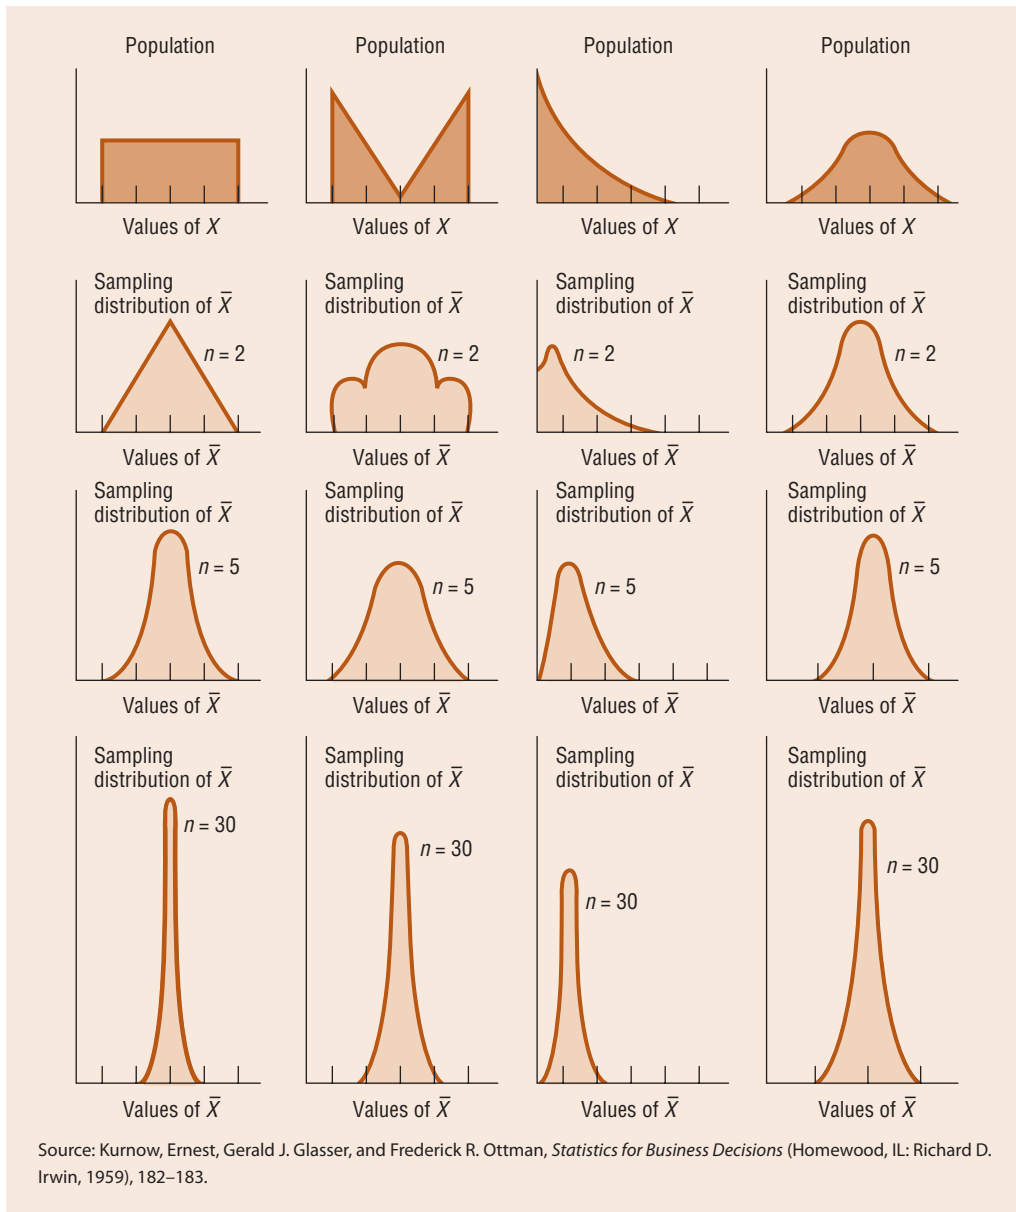 Population Population Population Population
Values of X Values of X Values of X Values of X
Sampling distribution of X̄
n = 2
Sampling distribution of X̄
n = 2
Sampling distribution of X̄
n = 2
Sampling distribution of X̄
n = 2
Values of X̄ Values of X̄ Values of X̄ Values of X̄
Sampling distribution of X̄
n = 5
Sampling distribution of X̄
n = 5
Sampling distribution of X̄
n = 5
Sampling distribution of X̄
n = 5
Values of X̄ Values of X̄ Values of X̄ Values of X̄
Sampling distribution of X̄
n = 30
Sampling distribution of X̄
n = 30
Sampling distribution of X̄
n = 30
Sampling distribution of X̄
n = 30
Values of X̄ Values of X̄ Values of X̄ Values of X̄
Source: Kurnow, Ernest, Gerald J. Glasser, and Frederick R. Ottman, Statistics for Business Decisions (Homewood, IL: Richard D.
Irwin, 1959), 182–183.